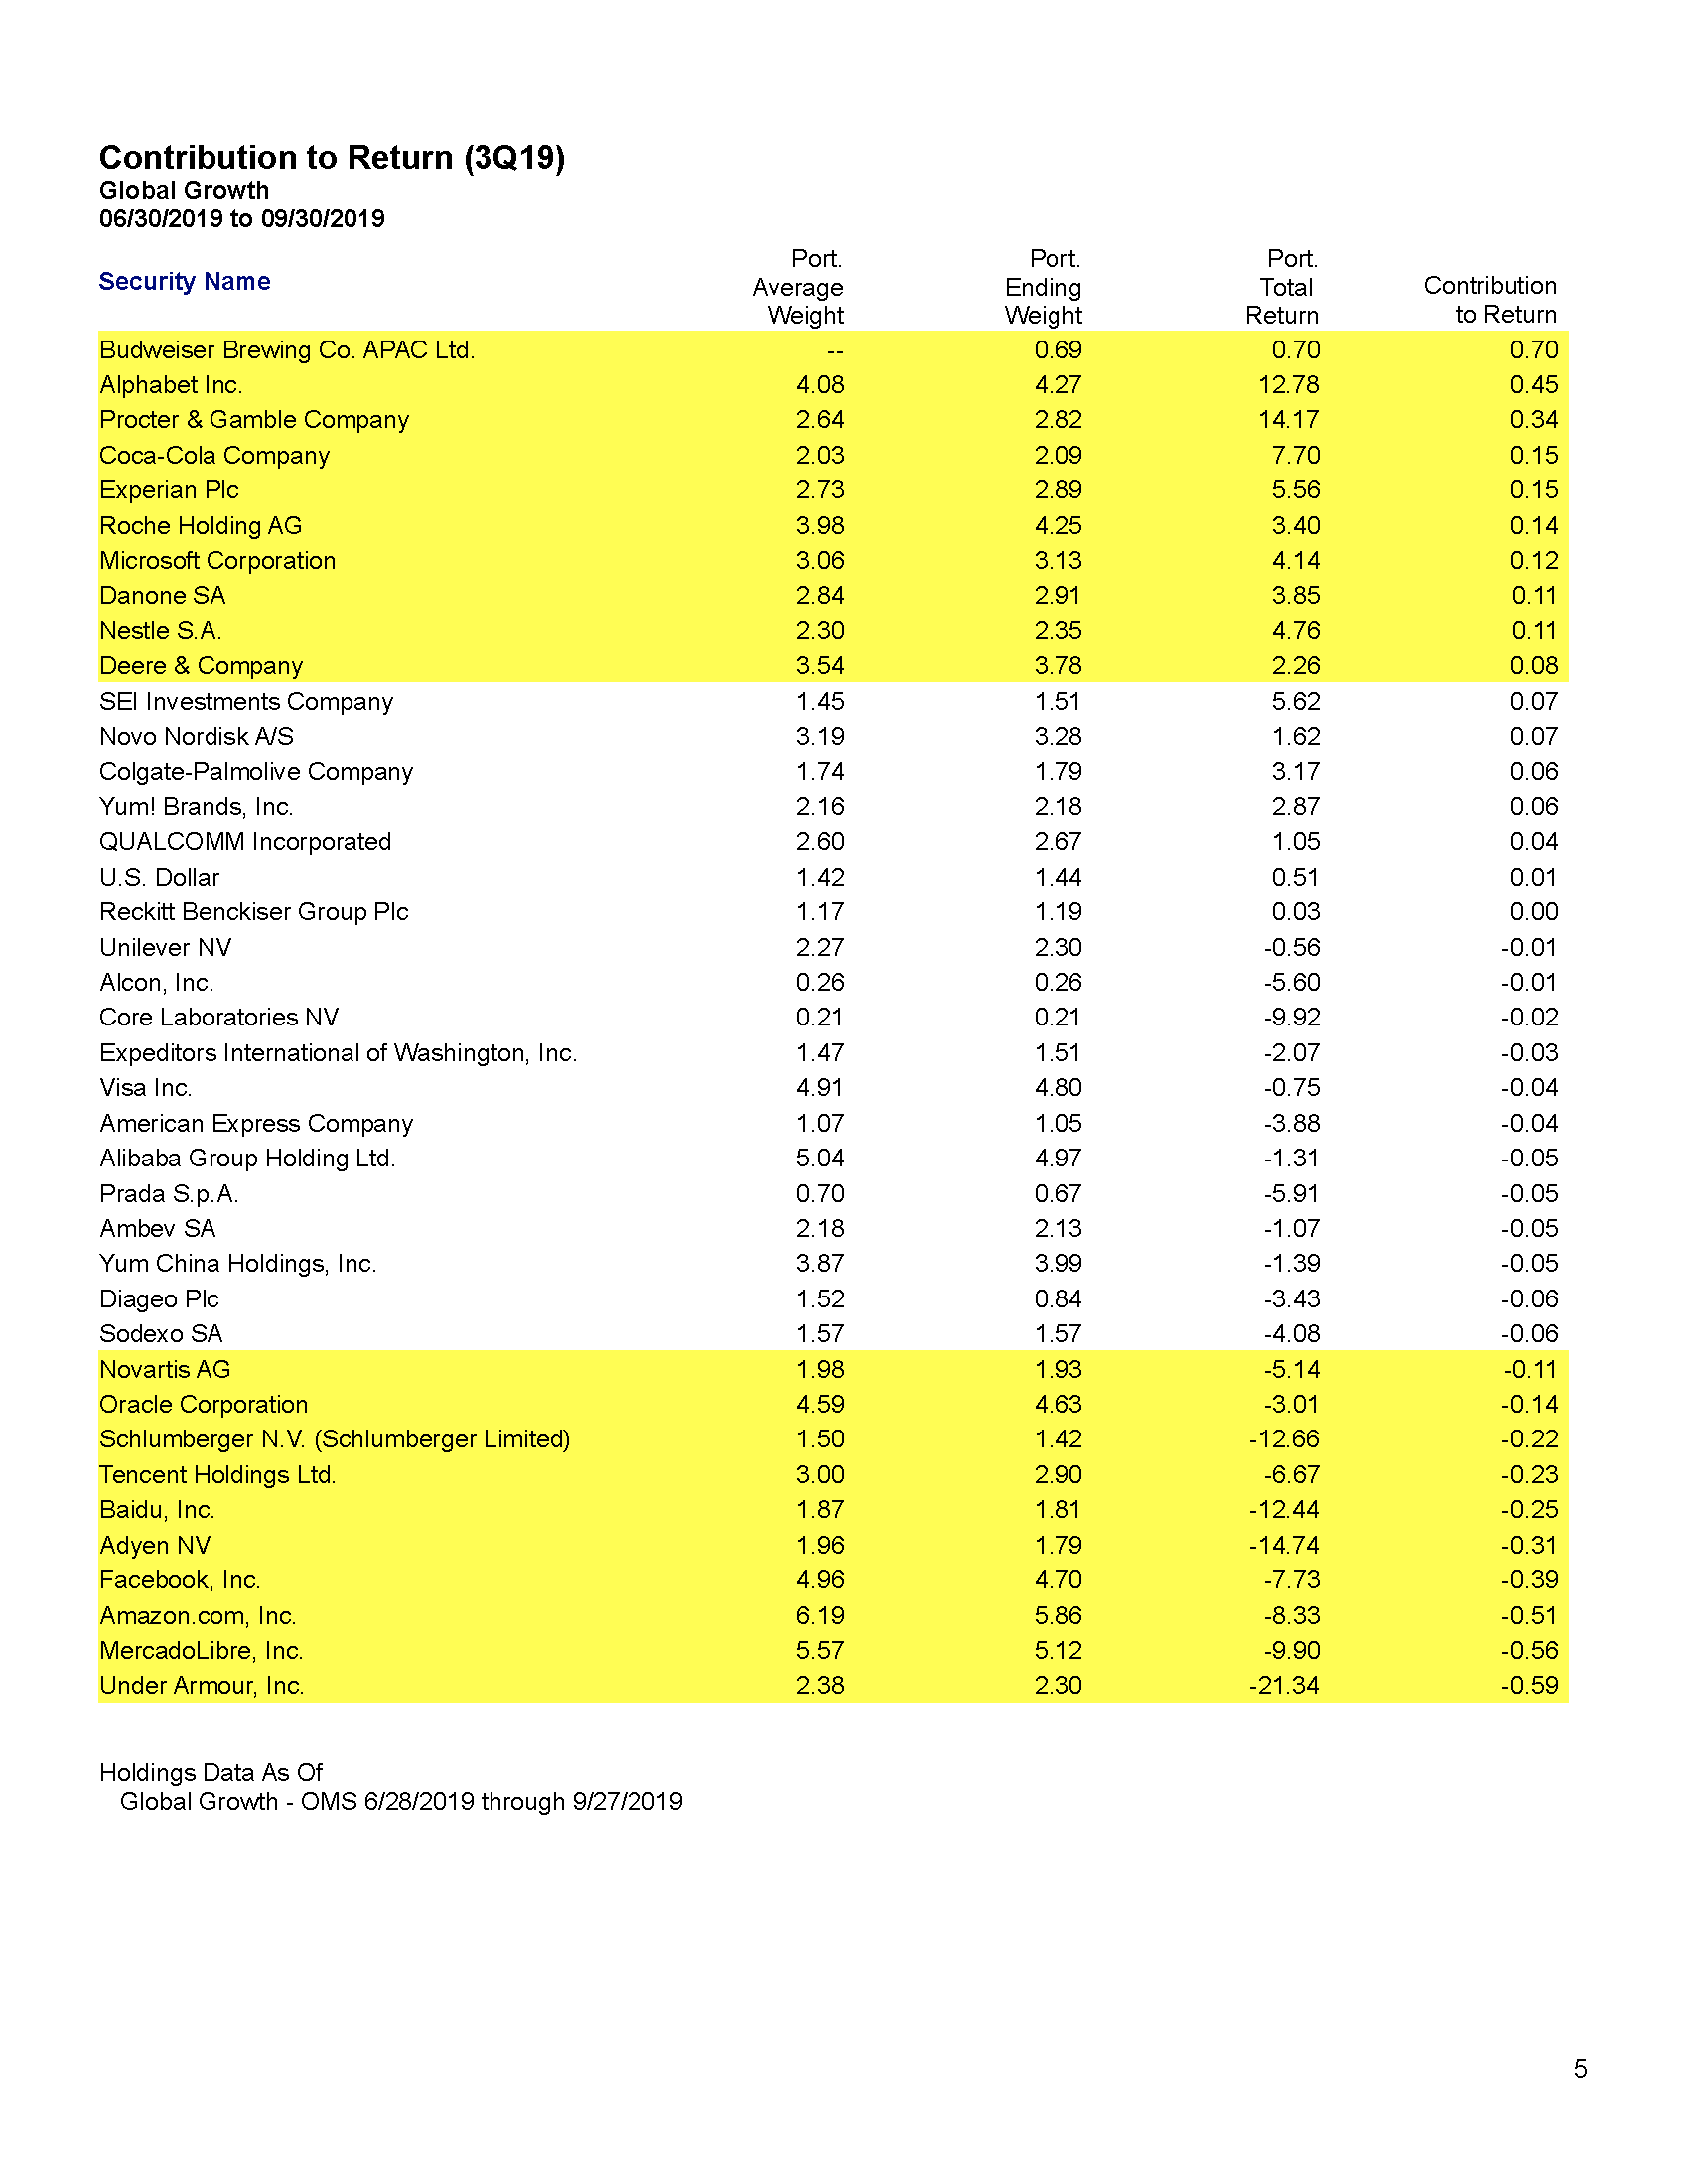 Contribution to Return (3Q19)
Global Growth
06/30/2019 to 09/30/2019
Security Name Port. Average Weight Port. Ending Weight Port. Total Return Contribution to Return
Budweiser Brewing Co. APAC Ltd. -- 0.69 0.70 0.70
Alphabet Inc. 4.08 4.27 12.78 0.45
Procter & Gamble Company 2.64 2.82 14.17 0.34
Coca-Cola Company 2.03 2.09 7.70 0.15
Experian Plc 2.73 2.89 5.56 0.15
Roche Holding AG 3.98 4.25 3.40 0.14
Microsoft Corporation 3.06 3.13 4.14 0.12
Danone SA 2.84 2.91 3.85 0.11
Nestle S.A. 2.30 2.35 4.76 0.11
Deere & Company 3.54 3.78 2.26 0.08
SEI Investments Company 1.45 1.51 5.62 0.07
Novo Nordisk A/S 3.19 3.28 1.62 0.07
Colgate-Palmolive Company 1.74 1.79 3.17 0.06
Yum! Brands, Inc. 2.16 2.18 2.87 0.06
QUALCOMM Incorporated 2.60 2.67 1.05 0.04
U.S. Dollar 1.42 1.44 0.51 0.01
Reckitt Benckiser Group Plc 1.17 1.19 0.03 0.00
Unilever NV 2.27 2.30 -0.56 -0.01
Alcon, Inc. 0.26 0.26 -5.60 -0.01
Core Laboratories NV 0.21 0.21 -9.92 -0.02
Expeditors International of Washington, Inc. 1.47 1.51 -2.07 -0.03
Visa Inc. 4.91 4.80 -0.75 -0.04
American Express Company 1.07 1.05 -3.88 -0.04
Alibaba Group Holding Ltd. 5.04 4.97 -1.31 -0.05
Prada S.p.A. 0.70 0.67 -5.91 -0.05
Ambev SA 2.18 2.13 -1.07 -0.05
Yum China Holdings, Inc. 3.87 3.99 -1.39 -0.05
Diageo Plc 1.52 0.84 -3.43 -0.06
Sodexo SA 1.57 1.57 -4.08 -0.06
Novartis AG 1.98 1.93 -5.14 -0.11
Oracle Corporation 4.59 4.63 -3.01 -0.14
Schlumberger N.V. (Schlumberger Limited) 1.50 1.42 -12.66 -0.22
Tencent Holdings Ltd. 3.00 2.90 -6.67 -0.23
Baidu, Inc. 1.87 1.81 -12.44 -0.25
Adyen NV 1.96 1.79 -14.74 -0.31
Facebook, Inc. 4.96 4.70 -7.73 -0.39
Amazon.com, Inc. 6.19 5.86 -8.33 -0.51
MercadoLibre, Inc. 5.57 5.12 -9.90 -0.56
Under Armour, Inc. 2.38 2.30 -21.34 -0.59
Holdings Data As Of
Global Growth - OMS 6/28/2019 through 9/27/2019
5